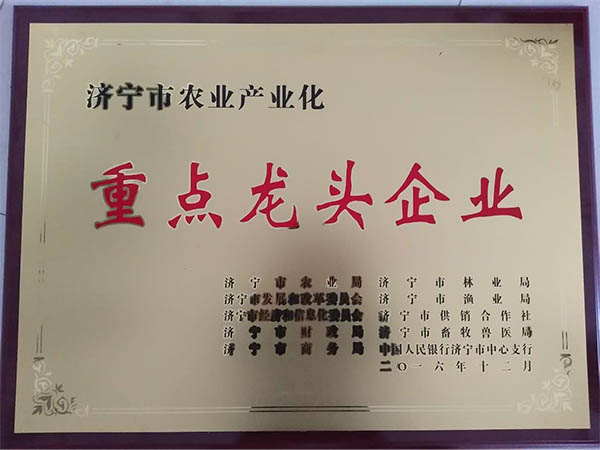 济宁市农业产业化
重点龙头企业
济宁市农业局 济宁市林业局
济宁市发展和改革委员会 济宁市渔业局
济宁市经济和信息化委员会 济宁市供销合作社
济宁市财政局 济宁市畜牧兽医局
济宁市商务局 中国人民银行济宁市中心支行
二〇一六年十二月